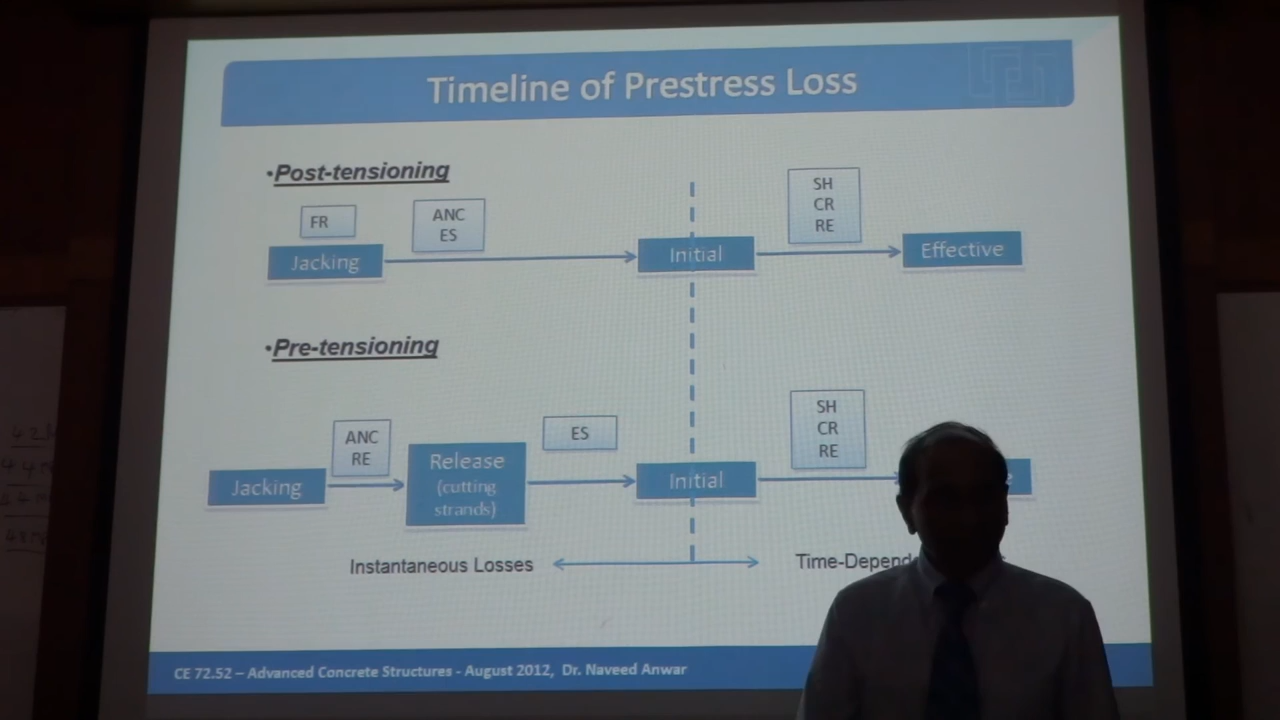 Timeline of Prestress Loss
•Post-tensioning
FR
ANC
ES
SH
CR
RE
Jacking
Initial
Effective
•Pre-tensioning
ANC
RE
ES
SH
CR
RE
Jacking
Release
(cutting
strands)
Initial
Instantaneous Losses
CE 72.52 – Advanced Concrete Structures - August 2012, Dr. Naveed Anwar